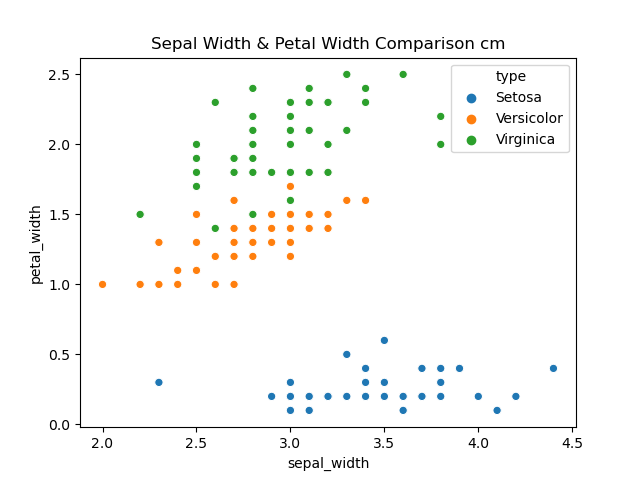 Sepal Width & Petal Width Comparison cm
type
Setosa
Versicolor
Virginica
petal_width
2.5
2.0
1.5
1.0
0.5
0.0
2.0 2.5 3.0 3.5 4.0 4.5
sepal_width